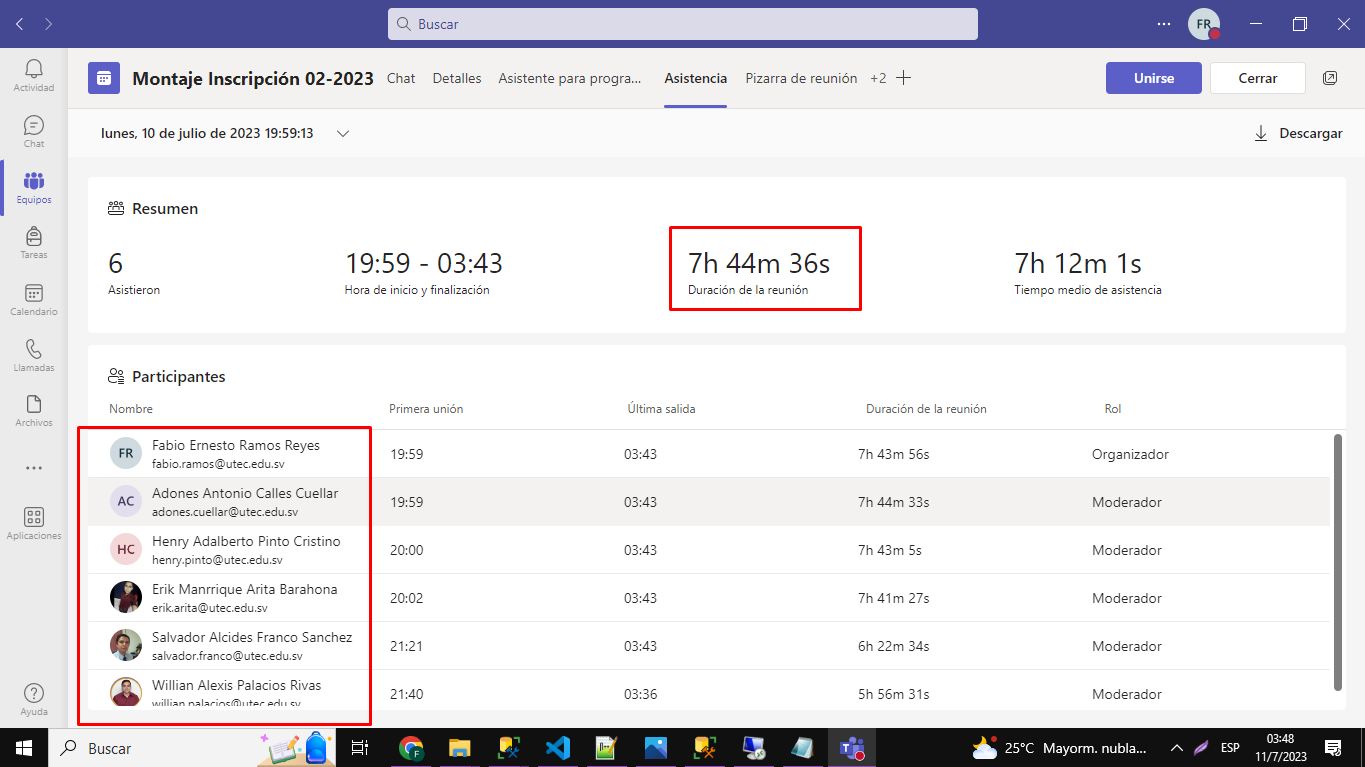 Buscar
FR
Actividad
Chat
Equipos
Tareas
Calendario
Llamadas
Archivos
Aplicaciones
Ayuda
Montaje Inscripción 02-2023 Chat Detalles Asistente para progra... Asistencia Pizarra de reunión +2 Unirse Cerrar
lunes, 10 de julio de 2023 19:59:13 Descargar
Resumen
6 19:59 - 03:43 7h 44m 36s 7h 12m 1s
Asistieron Hora de inicio y finalización Duración de la reunión Tiempo medio de asistencia
Participantes
Nombre Primera unión Última salida Duración de la reunión Rol
FR Fabio Ernesto Ramos Reyes
fabio.ramos@utec.edu.sv
19:59 03:43 7h 43m 56s Organizador
AC Adones Antonio Calles Cuellar
adones.cuellar@utec.edu.sv
19:59 03:43 7h 44m 33s Moderador
HC Henry Adalberto Pinto Cristino
henry.pinto@utec.edu.sv
20:00 03:43 7h 43m 5s Moderador
Erik Manrrique Arita Barahona
erik.arita@utec.edu.sv
20:02 03:43 7h 41m 27s Moderador
Salvador Alcides Franco Sanchez
salvador.franco@utec.edu.sv
21:21 03:43 6h 22m 34s Moderador
Willian Alexis Palacios Rivas
willian.palacios@utec.edu.sv
21:40 03:36 5h 56m 31s Moderador
Buscar 25°C Mayorm. nubla... ESP 03:48
11/7/2023